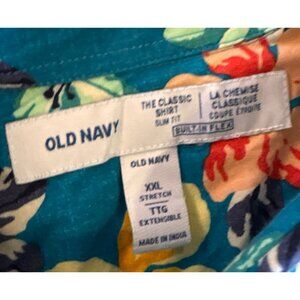 OLD NAVY
THE CLASSIC
SHIRT
SLIM FIT
LA CHEMISE
CLASSIQUE
COUPE ÉTROITE
BUILT-IN FLEX
OLD NAVY
XXL
STRETCH
TTG
EXTENSIBLE
MADE IN INDIA